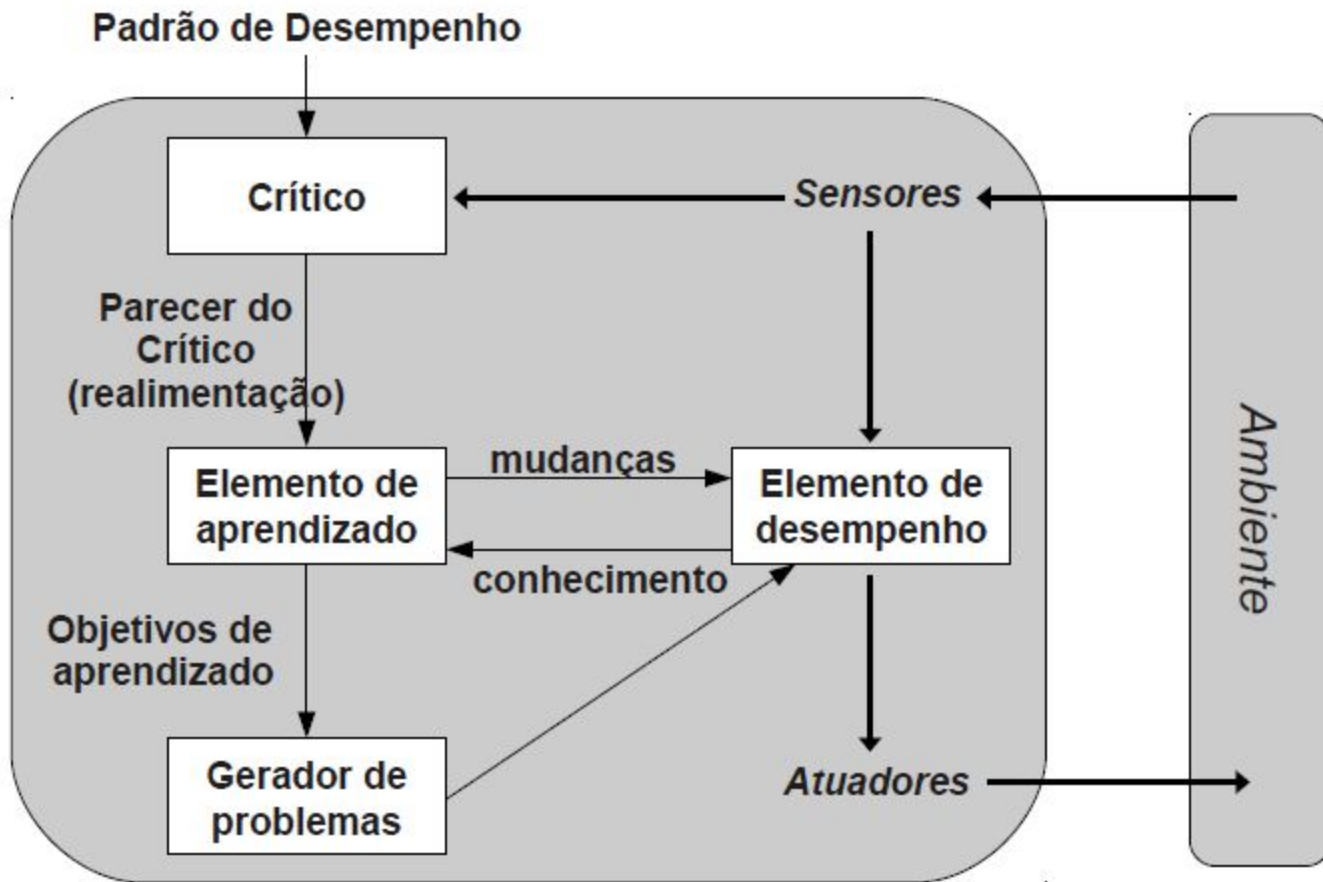 Padrão de Desempenho
Crítico
Sensores
Parecer do
Crítico
(realimentação)
Elemento de
aprendizado
mudanças
Elemento de
desempenho
conhecimento
Ambiente
Objetivos de
aprendizado
Gerador de
problemas
Atuadores